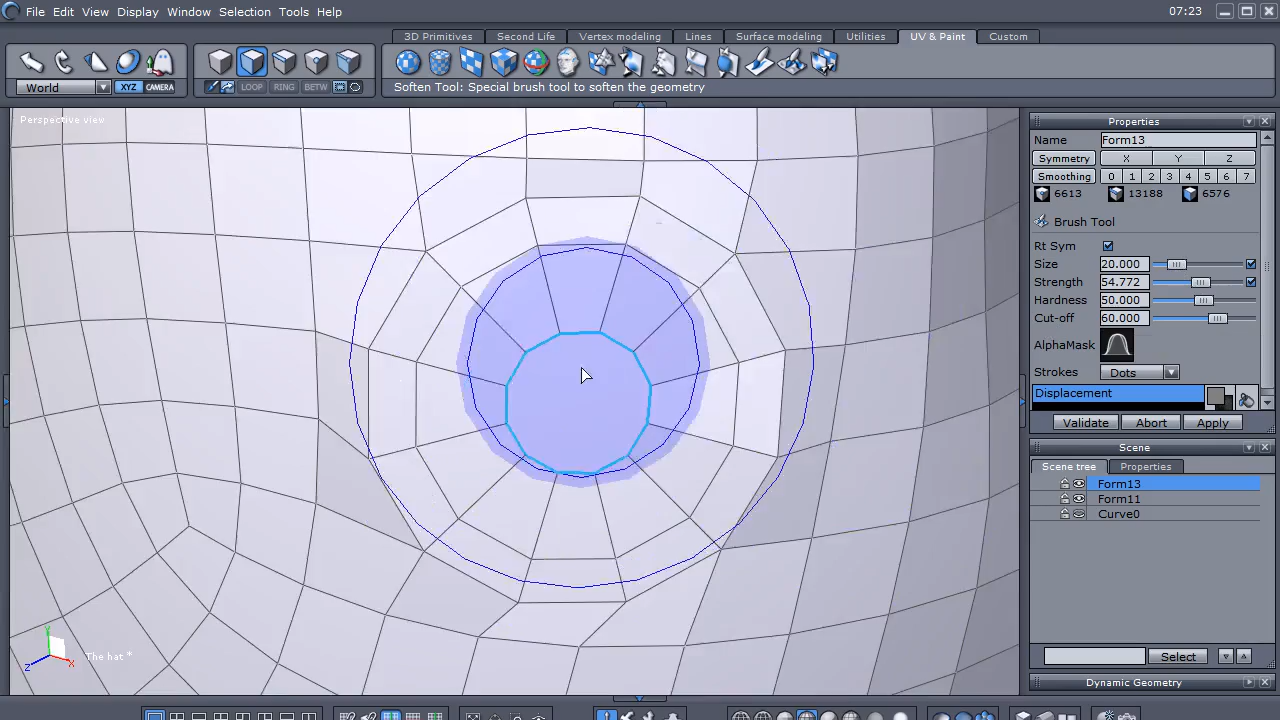 File Edit View Display Window Selection Tools Help 07:23
3D Primitives Second Life Vertex modeling Lines Surface modeling Utilities UV & Paint Custom
World XYZ CAMERA LOOP RING BETW
Soften Tool: Special brush tool to soften the geometry
Perspective view
Properties
Name Form13
Symmetry X Y Z
Smoothing 0 1 2 3 4 5 6 7
6613 13188 6576
Brush Tool
Rt Sym
Size 20.000
Strength 54.772
Hardness 50.000
Cut-off 60.000
AlphaMask
Strokes Dots
Displacement
Validate Abort Apply
Scene
Scene tree Properties
Form13
Form11
Curve0
Select
Dynamic Geometry
Y
Z X
The hat *